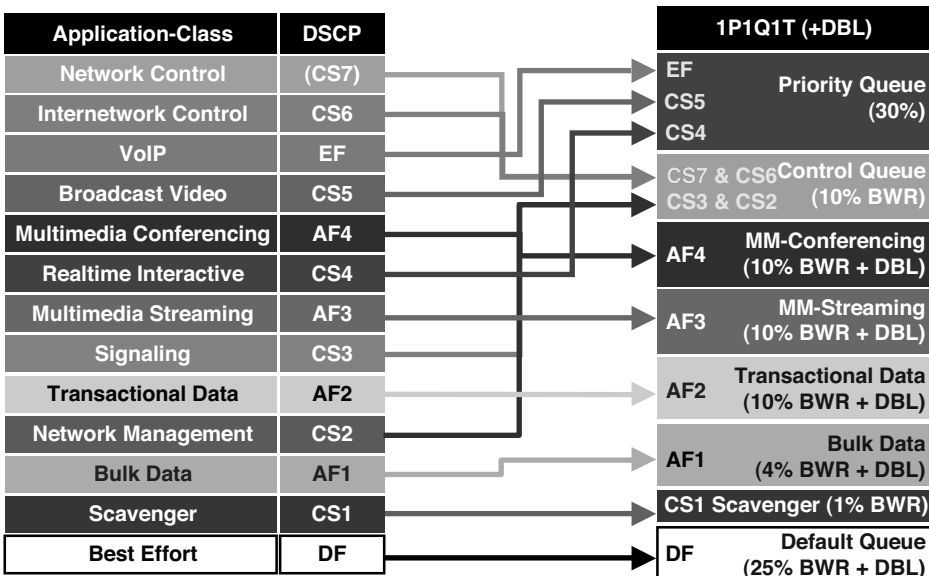 Application-Class DSCP
Network Control (CS7)
Internetwork Control CS6
VoIP EF
Broadcast Video CS5
Multimedia Conferencing AF4
Realtime Interactive CS4
Multimedia Streaming AF3
Signaling CS3
Transactional Data AF2
Network Management CS2
Bulk Data AF1
Scavenger CS1
Best Effort DF
1P1Q1T (+DBL)
EF
CS5
CS4
Priority Queue
(30%)
CS7 & CS6 Control Queue
CS3 & CS2 (10% BWR)
AF4
MM-Conferencing
(10% BWR + DBL)
AF3
MM-Streaming
(10% BWR + DBL)
AF2
Transactional Data
(10% BWR + DBL)
AF1
Bulk Data
(4% BWR + DBL)
CS1 Scavenger (1% BWR)
DF
Default Queue
(25% BWR + DBL)